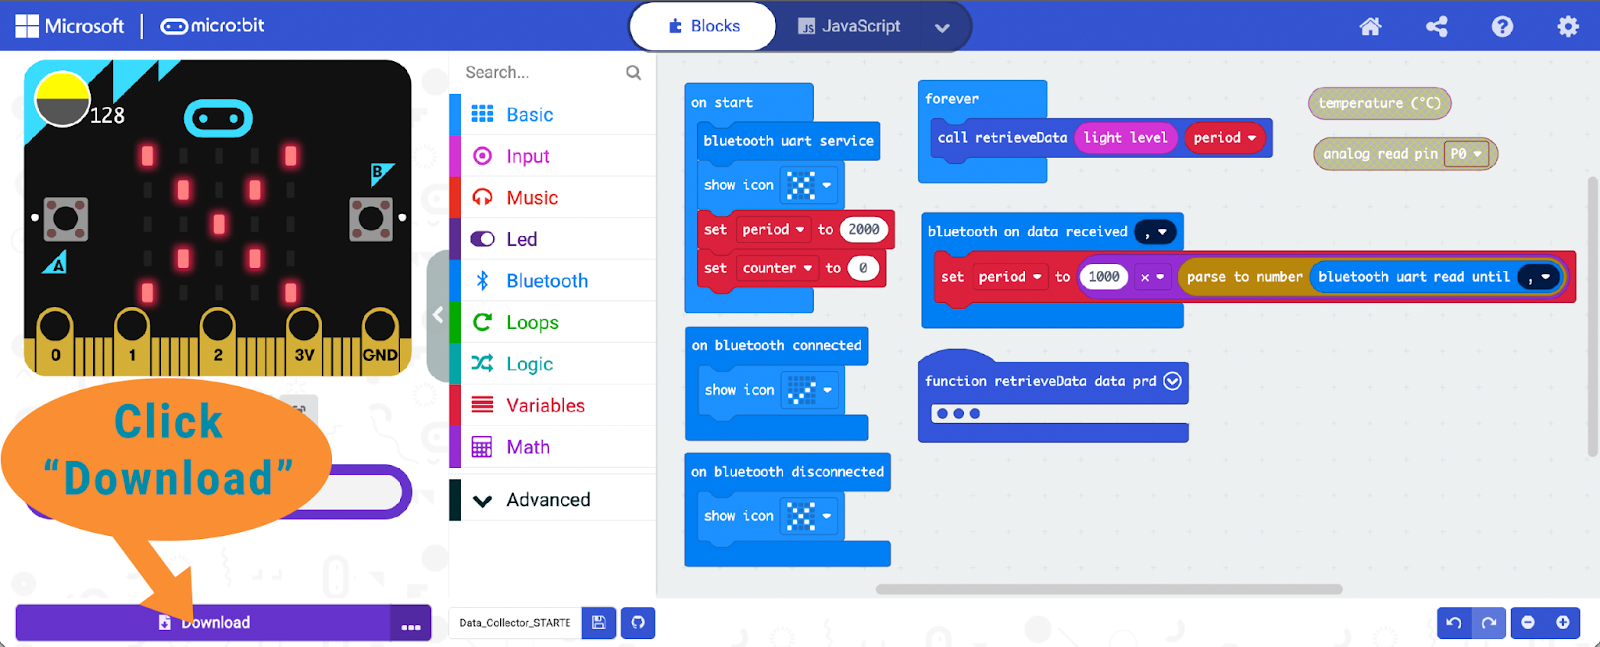 Microsoft micro:bit
Blocks
JavaScript
128
B
A
0 1 2 3V GND
Click
“Download”
Download
...
Search...
Basic
Input
Music
Led
Bluetooth
Loops
Logic
Variables
Math
Advanced
Data_Collector_STARTE
on start
bluetooth uart service
show icon
set period to 2000
set counter to 0
on bluetooth connected
show icon
on bluetooth disconnected
show icon
forever
call retrieveData light level period
bluetooth on data received ,
set period to 1000 × parse to number bluetooth uart read until ,
function retrieveData data prd
temperature (°C)
analog read pin P0